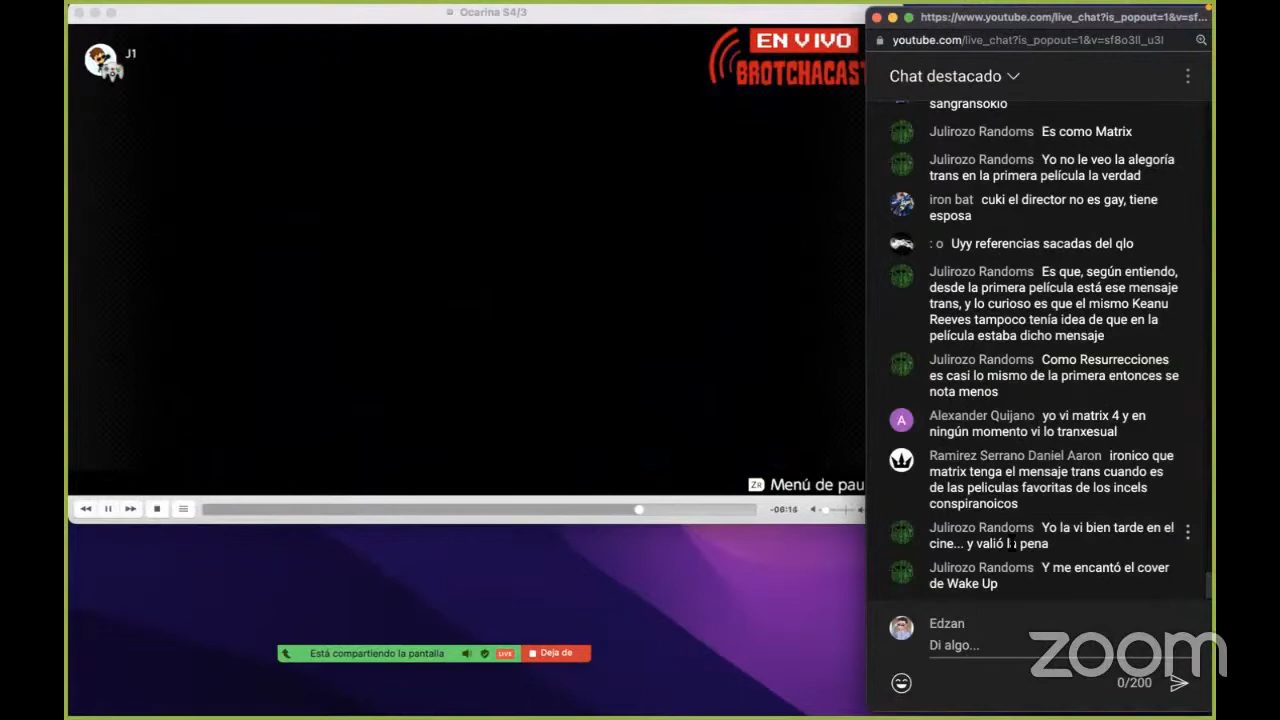 Ocarina S4/3
J1
EN VIVO
BROTCHACAST
ZR Menú de pau
-06:16
Está compartiendo la pantalla
LIVE
Deja de
https://www.youtube.com/live_chat?is_popout=1&v=sf...
youtube.com/live_chat?is_popout=1&v=sf8o3ll_u3I
Chat destacado
sangransokio
Julirozo Randoms Es como Matrix
Julirozo Randoms Yo no le veo la alegoría
trans en la primera película la verdad
iron bat cuki el director no es gay, tiene
esposa
: o Uyy referencias sacadas del qlo
Julirozo Randoms Es que, según entiendo,
desde la primera película está ese mensaje
trans, y lo curioso es que el mismo Keanu
Reeves tampoco tenía idea de que en la
película estaba dicho mensaje
Julirozo Randoms Como Resurrecciones
es casi lo mismo de la primera entonces se
nota menos
A
Alexander Quijano yo vi matrix 4 y en
ningún momento vi lo tranxesual
Ramirez Serrano Daniel Aaron ironico que
matrix tenga el mensaje trans cuando es
de las peliculas favoritas de los incels
conspiranoicos
Julirozo Randoms Yo la vi bien tarde en el
cine... y valió la pena
Julirozo Randoms Y me encantó el cover
de Wake Up
Edzan
Di algo...
0/200
zoom